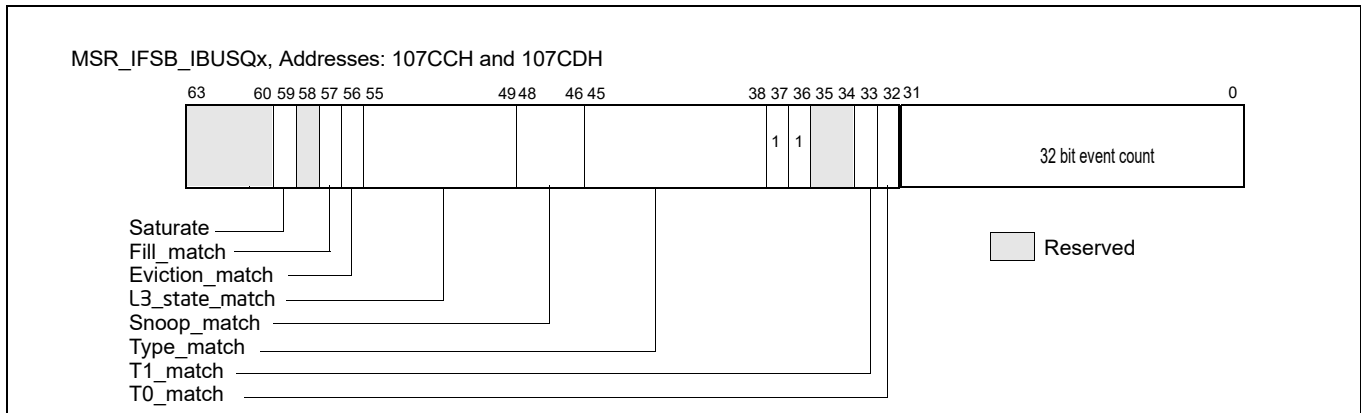 MSR_IFSB_IBUSQx, Addresses: 107CCH and 107CDH
63 60 59 58 57 56 55 49 48 46 45 38 37 36 35 34 33 32 31 0
1 1 32 bit event count
Saturate
Fill_match
Reserved
Eviction_match
L3_state_match
Snoop_match
Type_match
T1_match
T0_match